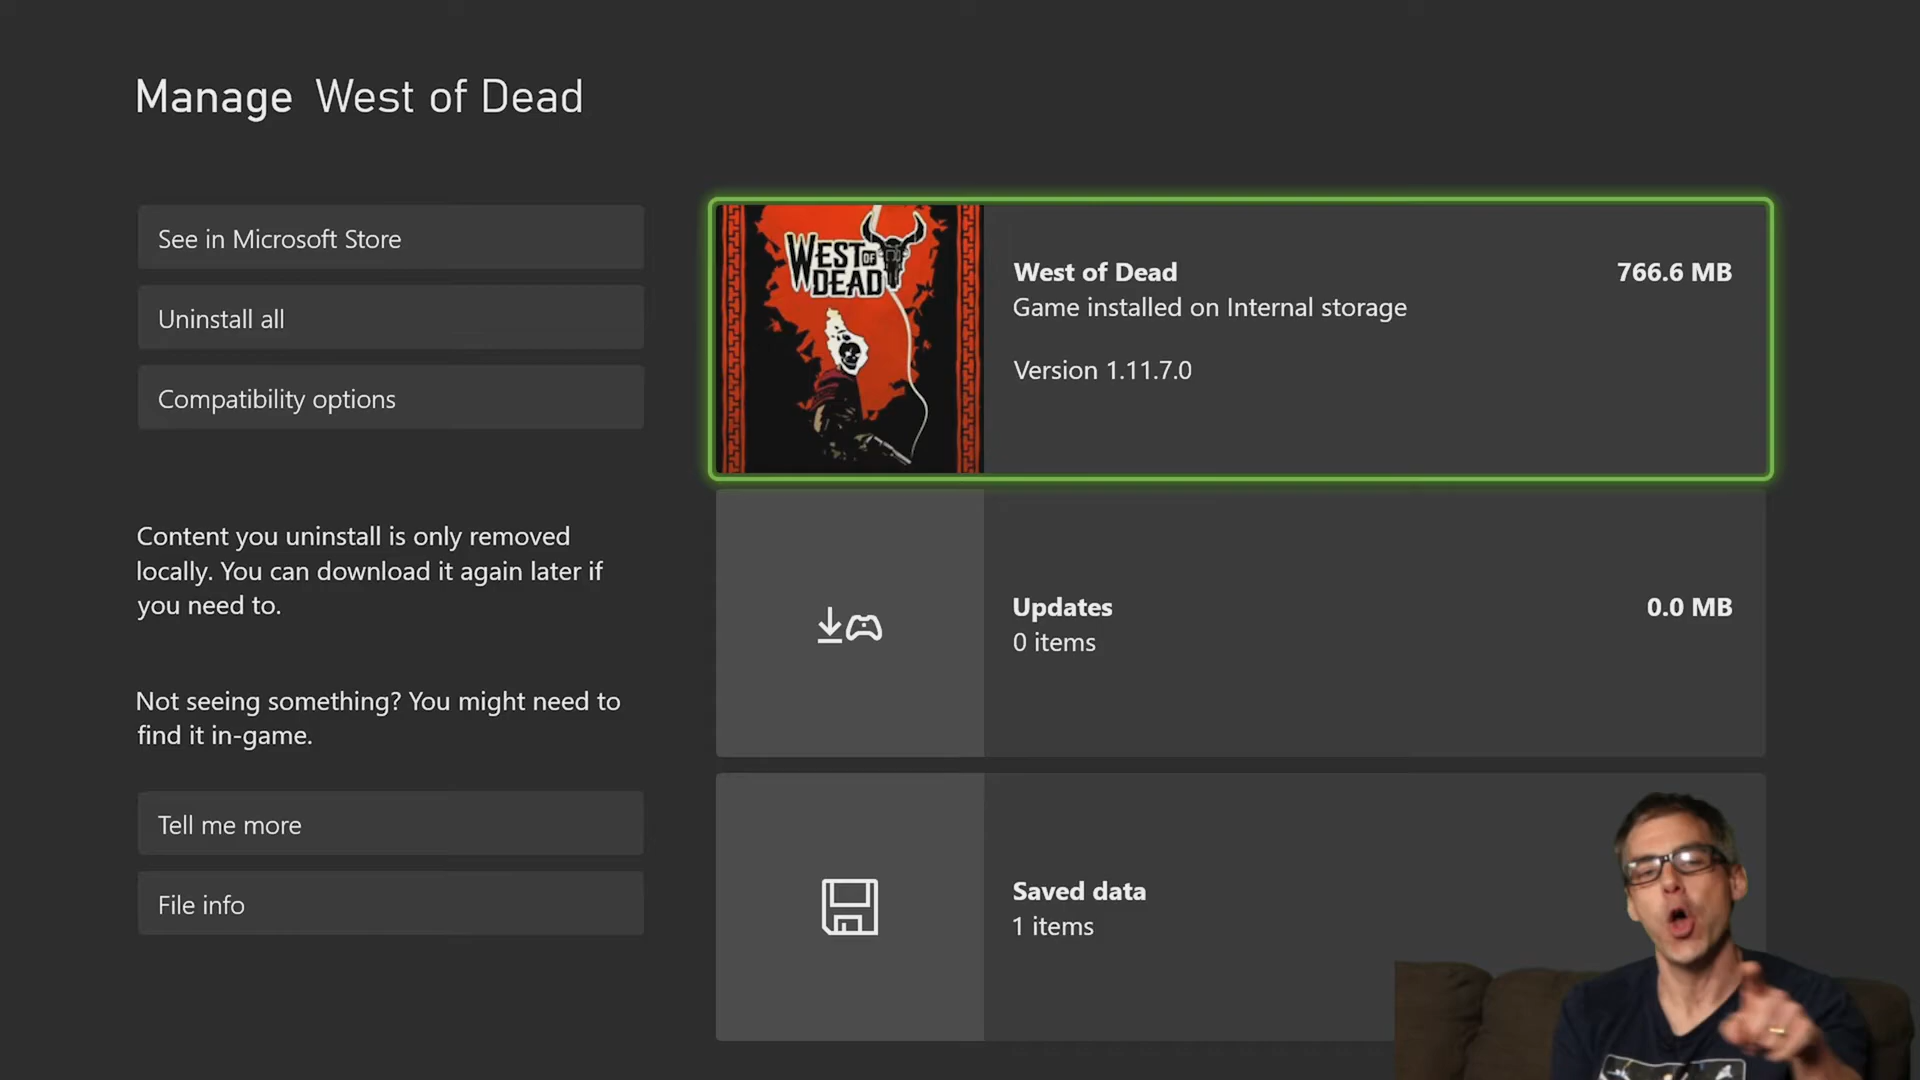 Manage West of Dead
See in Microsoft Store
Uninstall all
Compatibility options
Content you uninstall is only removed
locally. You can download it again later if
you need to.
Not seeing something? You might need to
find it in-game.
Tell me more
File info
WEST OF
DEAD
West of Dead
766.6 MB
Game installed on Internal storage
Version 1.11.7.0
Updates
0.0 MB
0 items
Saved data
1 items